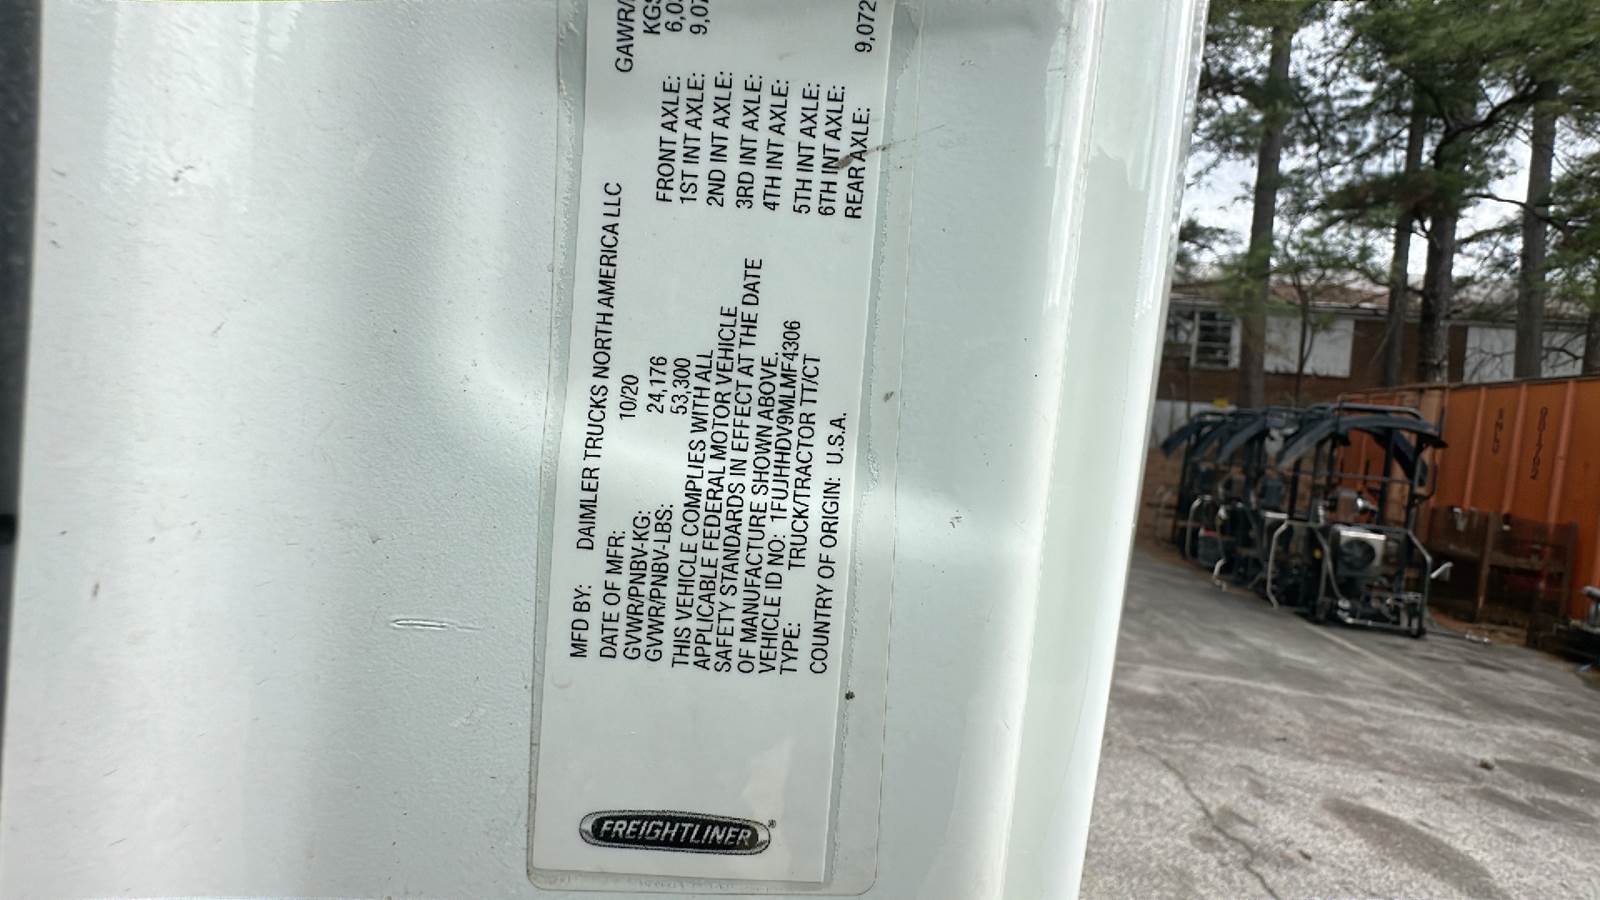 FREIGHTLINER®
MFD BY: DAIMLER TRUCKS NORTH AMERICA LLC
DATE OF MFR: 10/20
GVWR/PNBV-KG: 24,176
GVWR/PNBV-LBS: 53,300
THIS VEHICLE COMPLIES WITH ALL
APPLICABLE FEDERAL MOTOR VEHICLE
SAFETY STANDARDS IN EFFECT AT THE DATE
OF MANUFACTURE SHOWN ABOVE.
VEHICLE ID NO: 1FUJHHDV9MLMF4306
TYPE: TRUCK/TRACTOR TT/CT
COUNTRY OF ORIGIN: U.S.A.
GAWR/
KGS
FRONT AXLE:
1ST INT AXLE:
2ND INT AXLE:
3RD INT AXLE:
4TH INT AXLE:
5TH INT AXLE:
6TH INT AXLE:
REAR AXLE: 9,072